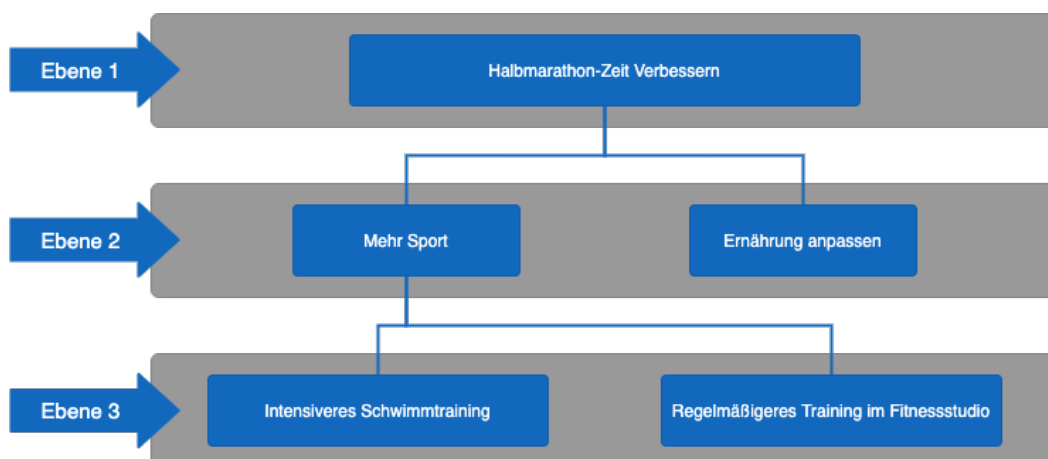 Ebene 1
Halbmarathon-Zeit Verbessern
Ebene 2
Mehr Sport
Ernährung anpassen
Ebene 3
Intensiveres Schwimmtraining
Regelmäßigeres Training im Fitnessstudio